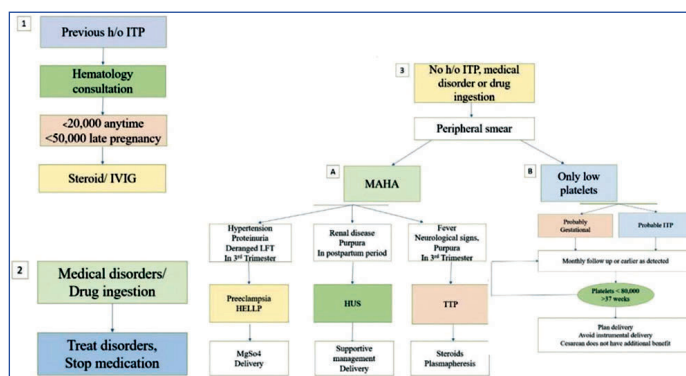 1
Previous h/o ITP
Hematology
consultation
<20,000 anytime
<50,000 late pregnancy
Steroid/ IVIG
2
Medical disorders/
Drug ingestion
Treat disorders,
Stop medication
3
No h/o ITP, medical
disorder or drug
ingestion
Peripheral smear
A
MAHA
Hypertension
Proteinuria
Deranged LFT
In 3rd Trimester
Preeclampsia
HELLP
MgSo4
Delivery
Renal disease
Purpura
In postpartum period
HUS
Supportive
management
Delivery
Fever
Neurological signs,
Purpura
In 3rd Trimester
TTP
Steroids
Plasmapheresis
B
Only low
platelets
Probably
Gestational
Probable ITP
Monthly follow up or earlier as detected
Platelets < 80,000
>37 weeks
Plan delivery
Avoid instrumental delivery
Cesarean does not have additional benefit